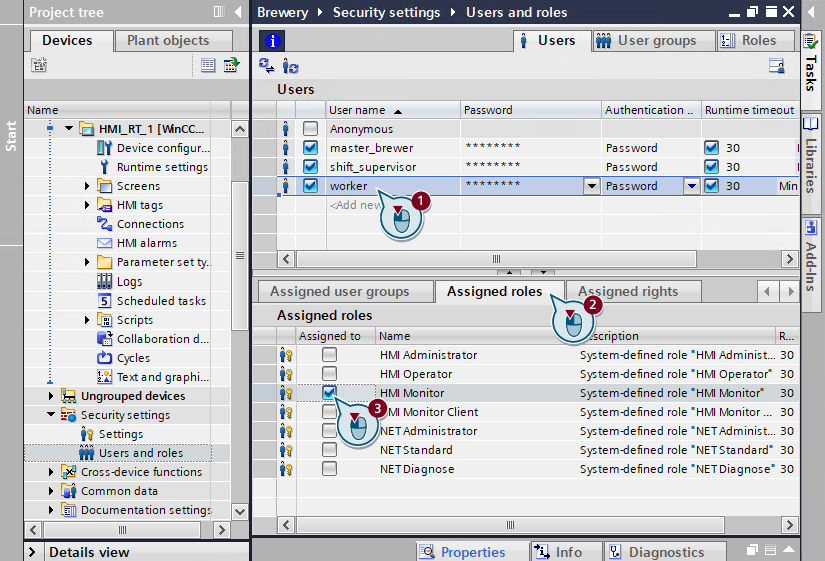 Project tree
Devices
Plant objects
Name
HMI_RT_1 [WinCC...
Device configur...
Runtime settings
Screens
HMI tags
Connections
HMI alarms
Parameter set ty...
Logs
Scheduled tasks
Scripts
Collaboration d...
Cycles
Text and graphi...
Ungrouped devices
Security settings
Settings
Users and roles
Cross-device functions
Common data
Documentation settings
Details view
Start
Brewery Security settings Users and roles
Users
User groups
Roles
Users
User name Password Authentication .. Runtime timeout
Anonymous
master_brewer ******** Password 30
shift_supervisor ******** Password 30
worker ******** Password 30 Min
<Add new
1
Assigned user groups
Assigned roles
Assigned rights
2
Assigned roles
Assigned to Name R...
HMI Administrator System-defined role "HMI Administ... 30
HMI Operator System-defined role "HMI Operator" 30
HMI Monitor System-defined role "HMI Monitor" 30
3
HMI Monitor Client System-defined role "HMI Monitor ... 30
NET Administrator System-defined role "NET Administ... 30
NET Standard System-defined role "NET Standard" 30
NET Diagnose System-defined role "NET Diagnose" 30
Properties
Info
Diagnostics
Tasks
Libraries
Add-Ins